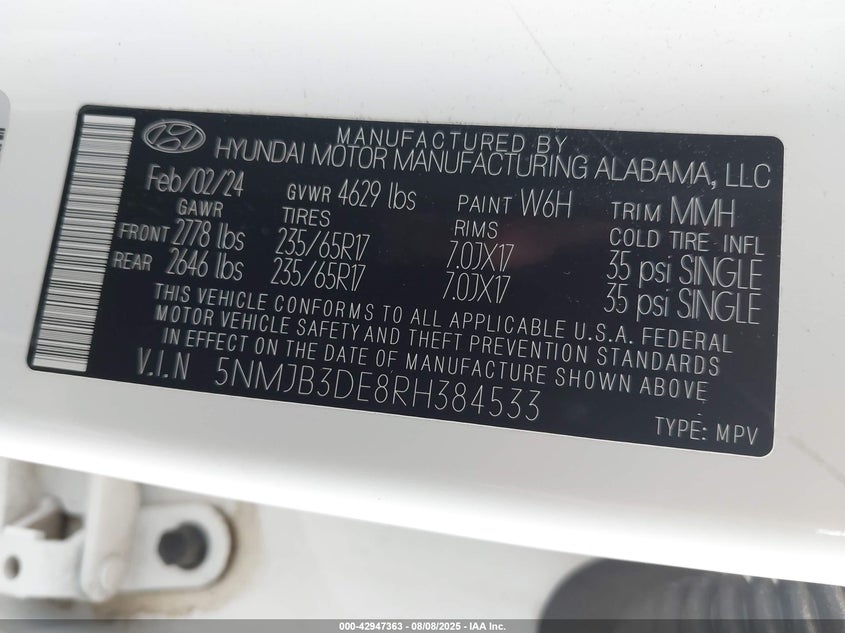 MANUFACTURED BY
HYUNDAI MOTOR MANUFACTURING ALABAMA, LLC
Feb/02/24 GVWR 4629 lbs PAINT W6H TRIM MMH
GAWR TIRES RIMS COLD TIRE INFL
FRONT 2778 lbs 235/65R17 7.0JX17 35 psi SINGLE
REAR 2646 lbs 235/65R17 7.0JX17 35 psi SINGLE
THIS VEHICLE CONFORMS TO ALL APPLICABLE U.S.A. FEDERAL
MOTOR VEHICLE SAFETY AND THEFT PREVENTION STANDARDS
IN EFFECT ON THE DATE OF MANUFACTURE SHOWN ABOVE
V.I.N 5NMJB3DE8RH384533
TYPE: MPV
000-42947363 - 08/08/2025 - IAA Inc.